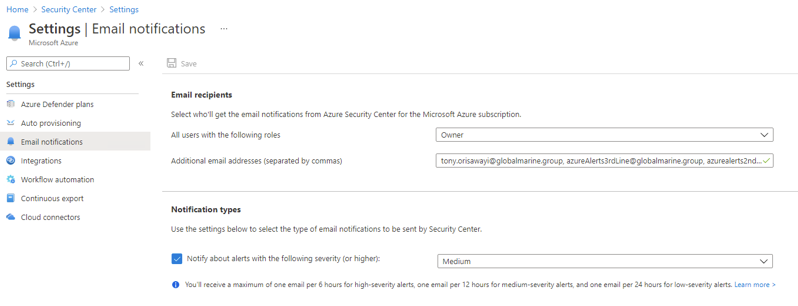 Home > Security Center > Settings
Settings | Email notifications ...
Microsoft Azure
Search (Ctrl+/) «
Save
Settings
Azure Defender plans
Auto provisioning
Email notifications
Integrations
Workflow automation
Continuous export
Cloud connectors
Email recipients
Select who'll get the email notifications from Azure Security Center for the Microsoft Azure subscription.
All users with the following roles Owner
Additional email addresses (separated by commas) tony.orisawayi@globalmarine.group, azureAlerts3rdLine@globalmarine.group, azurealerts2nd...
Notification types
Use the settings below to select the type of email notifications to be sent by Security Center.
Notify about alerts with the following severity (or higher): Medium
You'll receive a maximum of one email per 6 hours for high-severity alerts, one email per 12 hours for medium-severity alerts, and one email per 24 hours for low-severity alerts. Learn more >